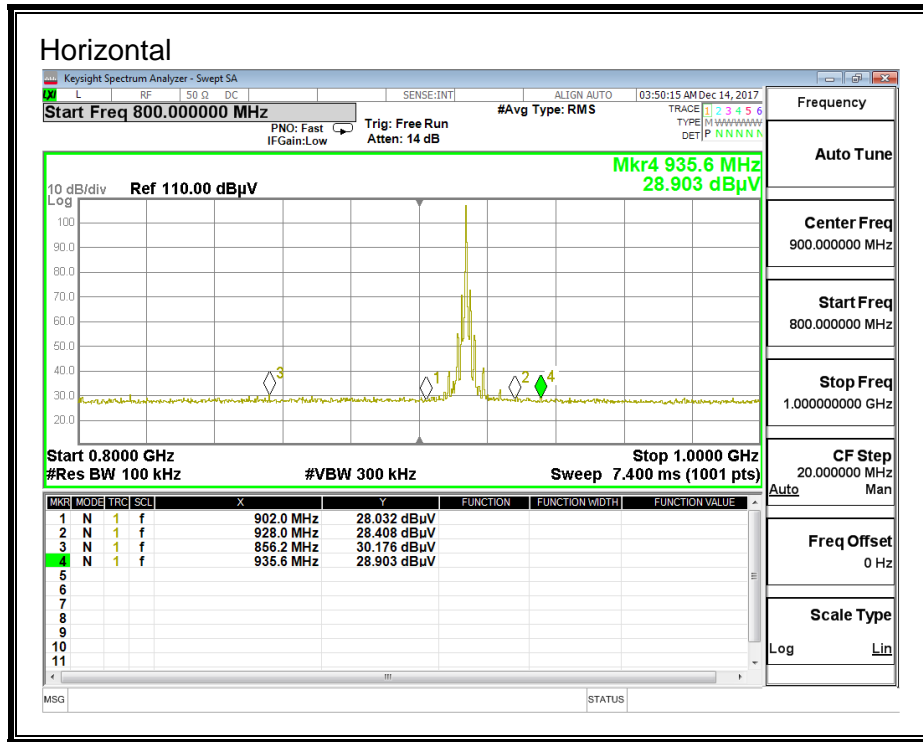 Horizontal
Keysight Spectrum Analyzer - Swept SA
LXI L RF 50 Ω DC SENSE:INT ALIGN AUTO 03:50:15 AM Dec 14, 2017
Start Freq 800.000000 MHz
PNO: Fast
IFGain:Low
Trig: Free Run
Atten: 14 dB
#Avg Type: RMS
TRACE 1 2 3 4 5 6
TYPE M WWWWW
DET P NNNNN
Mkr4 935.6 MHz
28.903 dBµV
10 dB/div Ref 110.00 dBµV
Log
100
90.0
80.0
70.0
60.0
50.0
40.0
30.0
20.0
3
1
2
4
Start 0.8000 GHz Stop 1.0000 GHz
#Res BW 100 kHz #VBW 300 kHz Sweep 7.400 ms (1001 pts)
MKR MODE TRC SCL X Y FUNCTION FUNCTION WIDTH FUNCTION VALUE
1 N 1 f 902.0 MHz 28.032 dBµV
2 N 1 f 928.0 MHz 28.408 dBµV
3 N 1 f 856.2 MHz 30.176 dBµV
4 N 1 f 935.6 MHz 28.903 dBµV
5
6
7
8
9
10
11
MSG STATUS
Frequency
Auto Tune
Center Freq
900.000000 MHz
Start Freq
800.000000 MHz
Stop Freq
1.000000000 GHz
CF Step
20.000000 MHz
Auto Man
Freq Offset
0 Hz
Scale Type
Log Lin